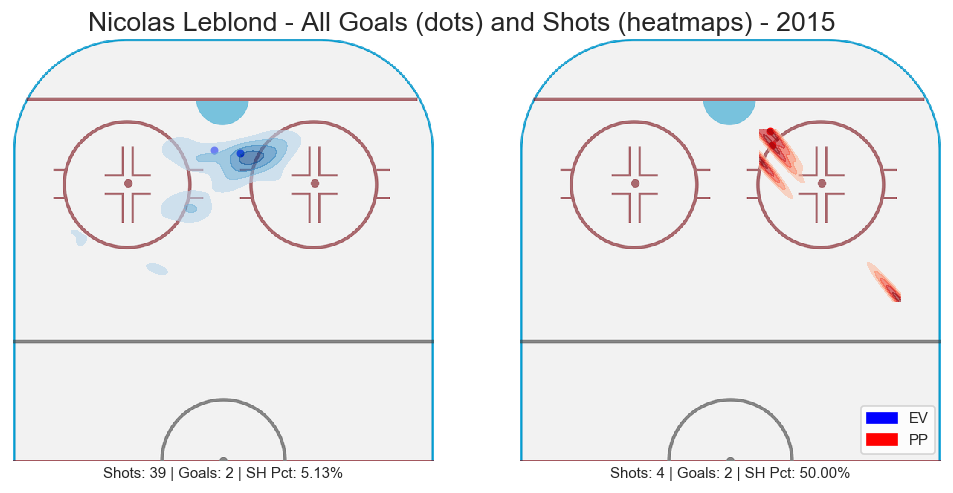 Nicolas Leblond - All Goals (dots) and Shots (heatmaps) - 2015
EV
PP
Shots: 39 | Goals: 2 | SH Pct: 5.13%
Shots: 4 | Goals: 2 | SH Pct: 50.00%